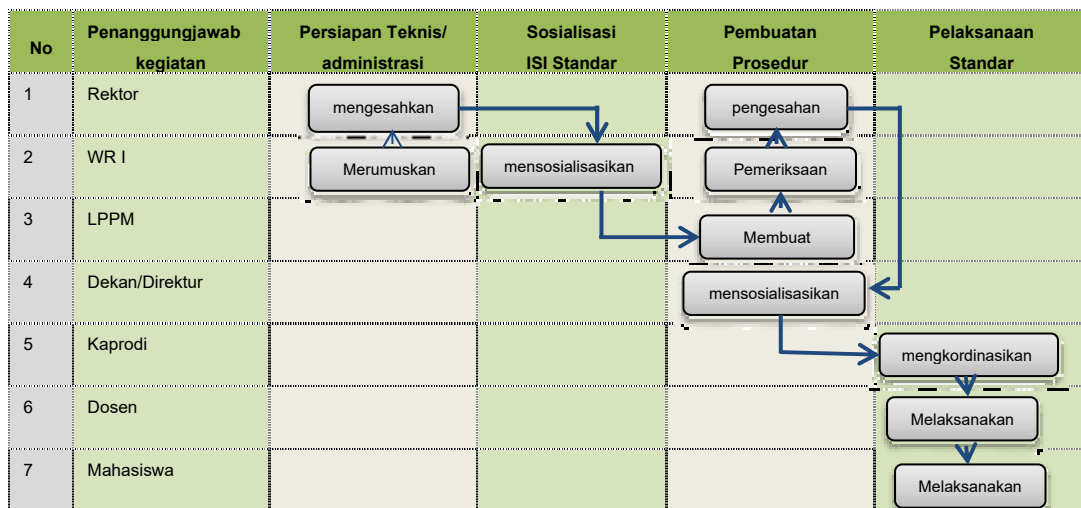 No
Penanggungjawab
kegiatan
Persiapan Teknis/
administrasi
Sosialisasi
ISI Standar
Pembuatan
Prosedur
Pelaksanaan
Standar
1
Rektor
mengesahkan
pengesahan
2
WR I
Merumuskan
mensosialisasikan
Pemeriksaan
3
LPPM
Membuat
4
Dekan/Direktur
mensosialisasikan
5
Kaprodi
mengkordinasikan
6
Dosen
Melaksanakan
7
Mahasiswa
Melaksanakan